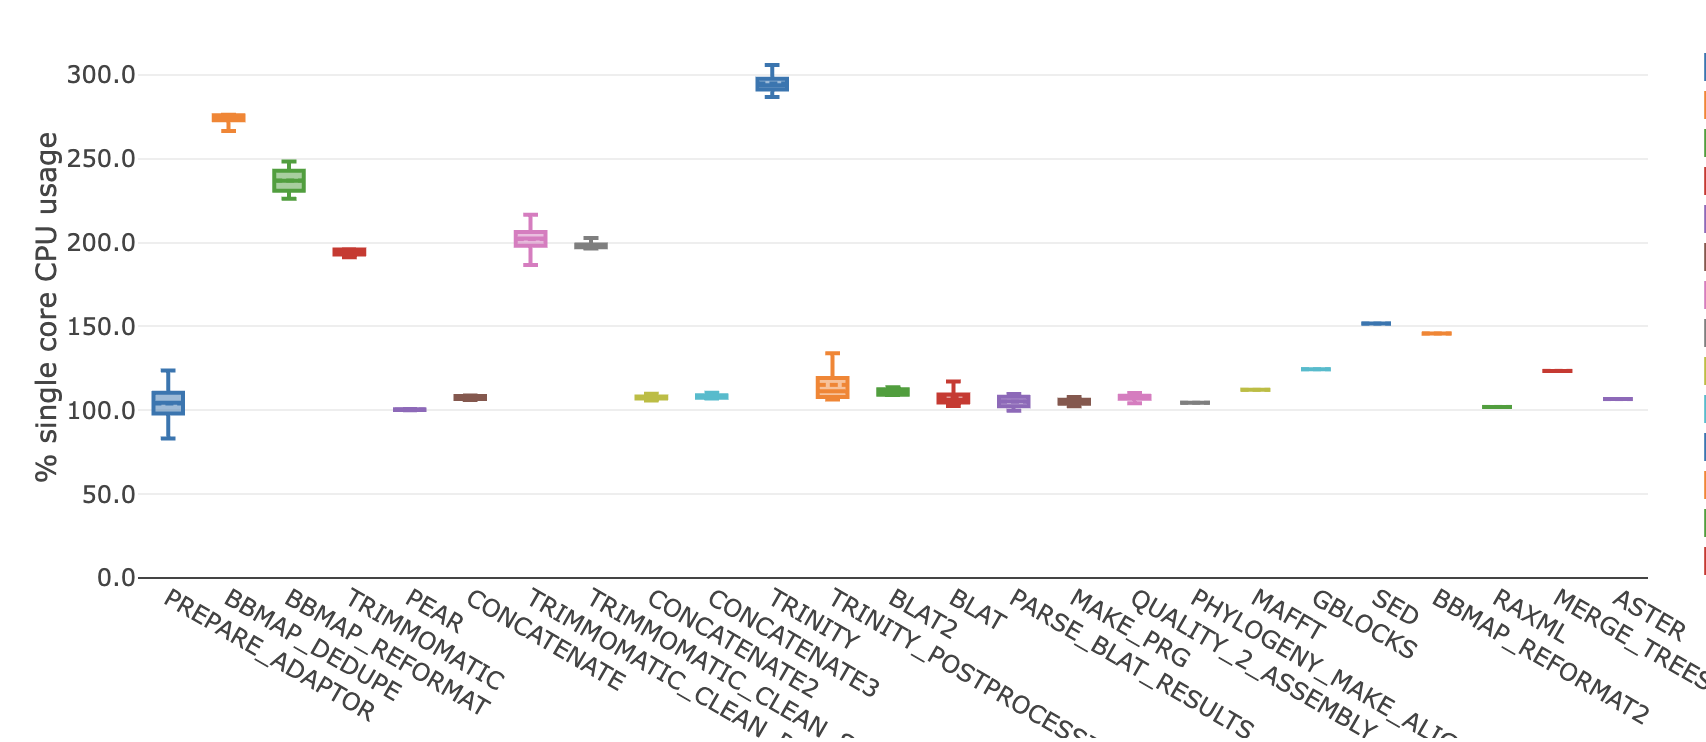 % single core CPU usage
300.0
250.0
200.0
150.0
100.0
50.0
0.0
PREPARE_ADAPTOR
BBMAP_DEDUPE
BBMAP_REFORMAT
TRIMMOMATIC
PEAR
CONCATENATE
TRIMMOMATIC_CLEAN_
TRIMMOMATIC_CLEAN_
CONCATENATE2
CONCATENATE3
TRINITY
TRINITY_POSTPROCESS
BLAT2
BLAT
PARSE_BLAT_RESULTS
MAKE_PRG
QUALITY_2_ASSEMBLY
PHYLOGENY_MAKE_ALIG
MAFFT
GBLOCKS
SED
BBMAP_REFORMAT2
RAXML
MERGE_TREES
ASTER